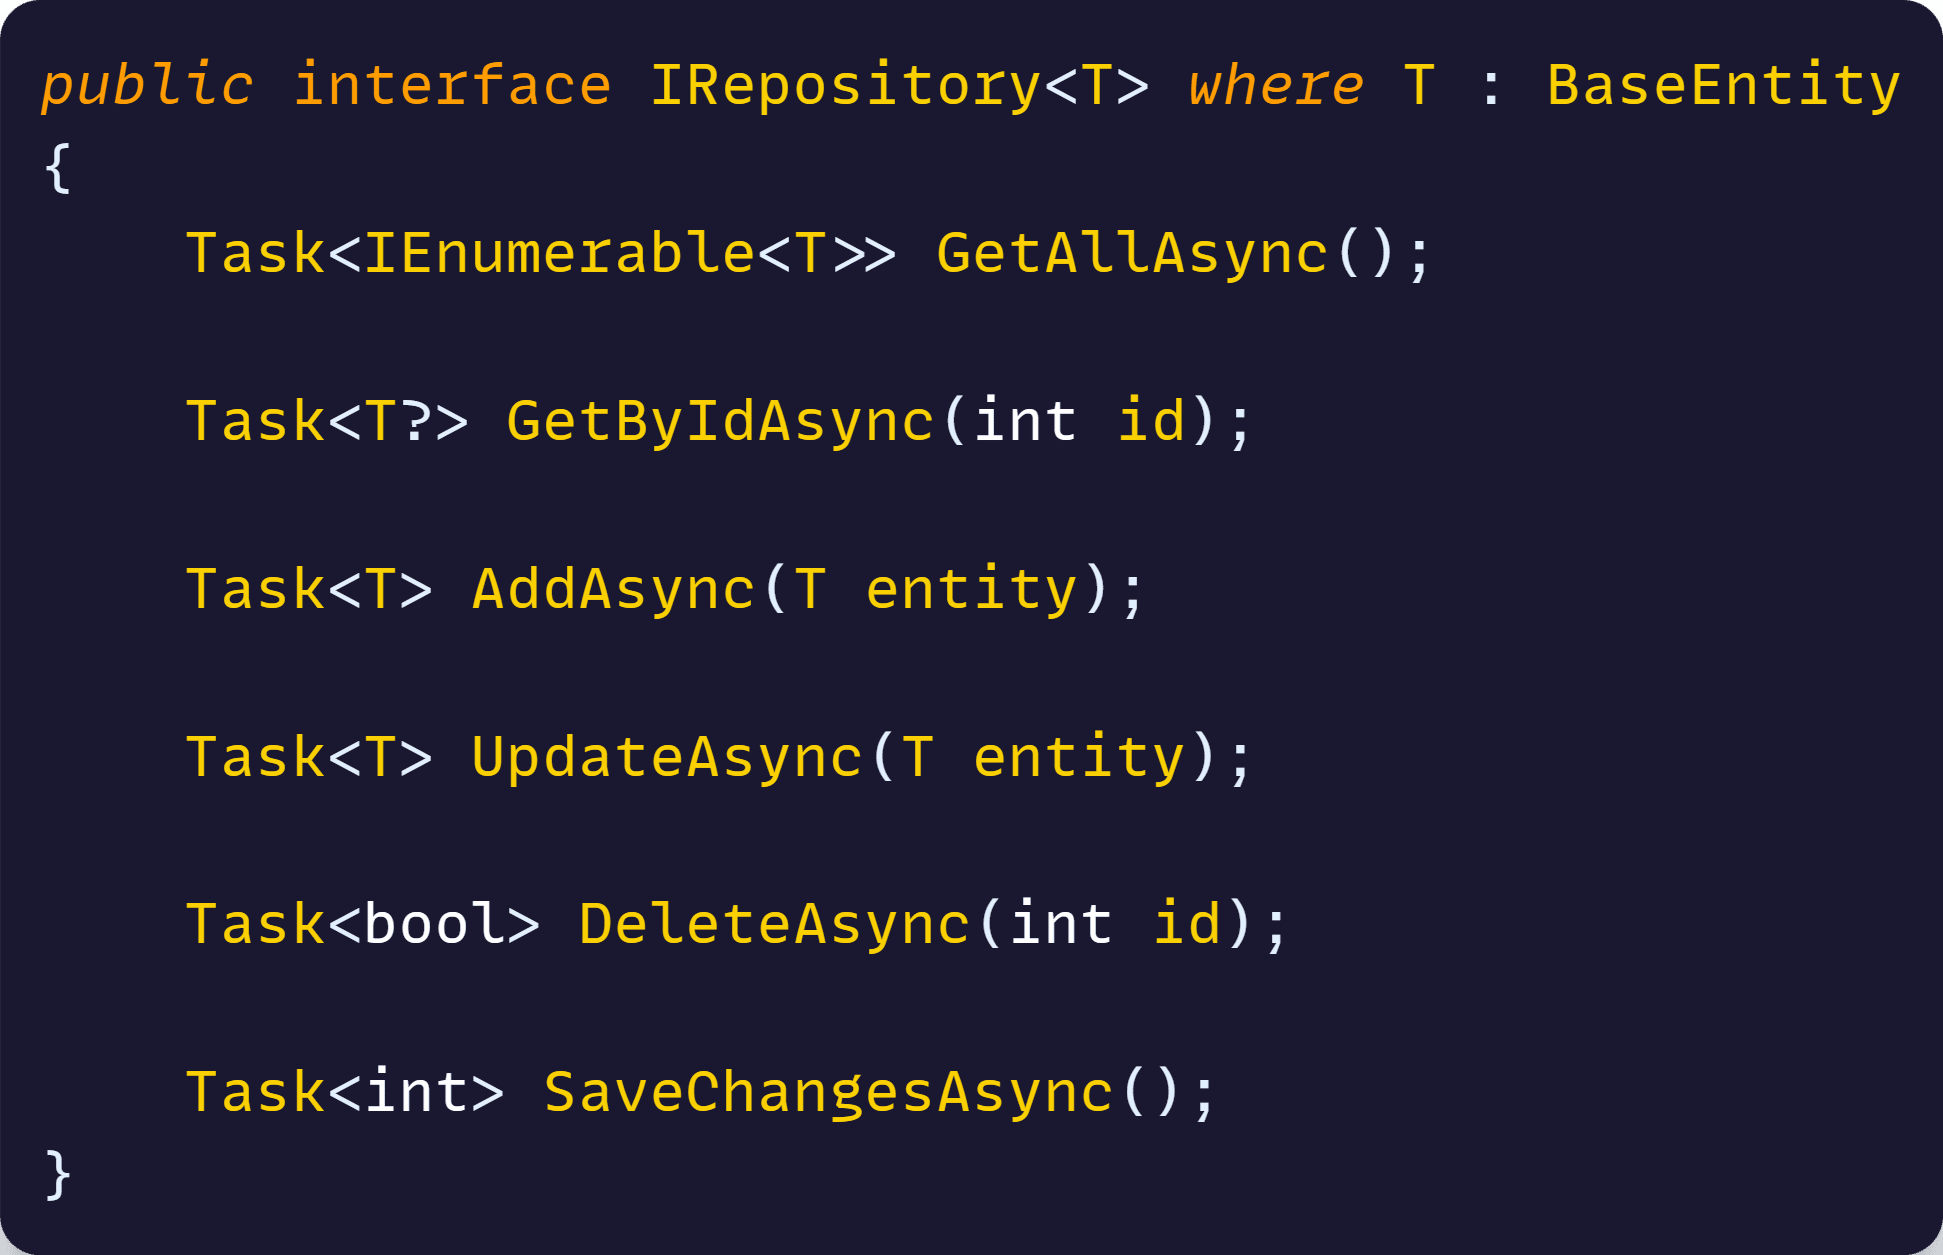 public interface IRepository<T> where T : BaseEntity
{
    Task<IEnumerable<T>> GetAllAsync();
    Task<T?> GetByIdAsync(int id);
    Task<T> AddAsync(T entity);
    Task<T> UpdateAsync(T entity);
    Task<bool> DeleteAsync(int id);
    Task<int> SaveChangesAsync();
}